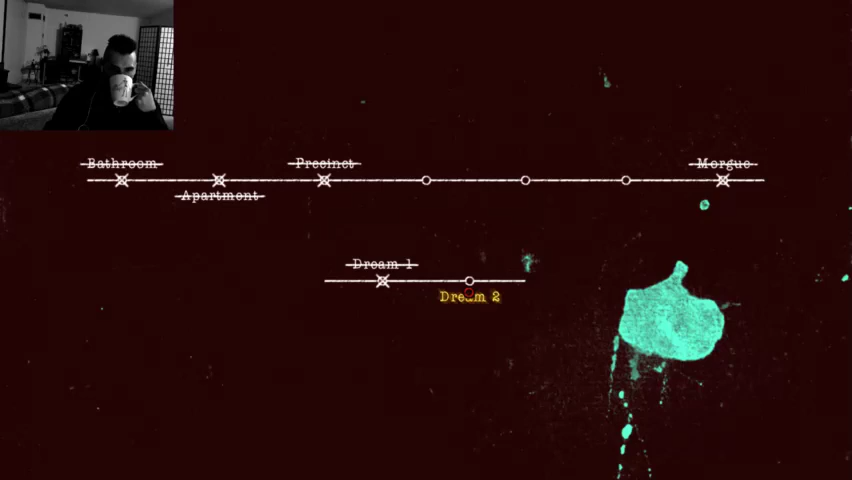 Bathroom
Precinct
Morgue
Apartment
Dream 1
Dream 2